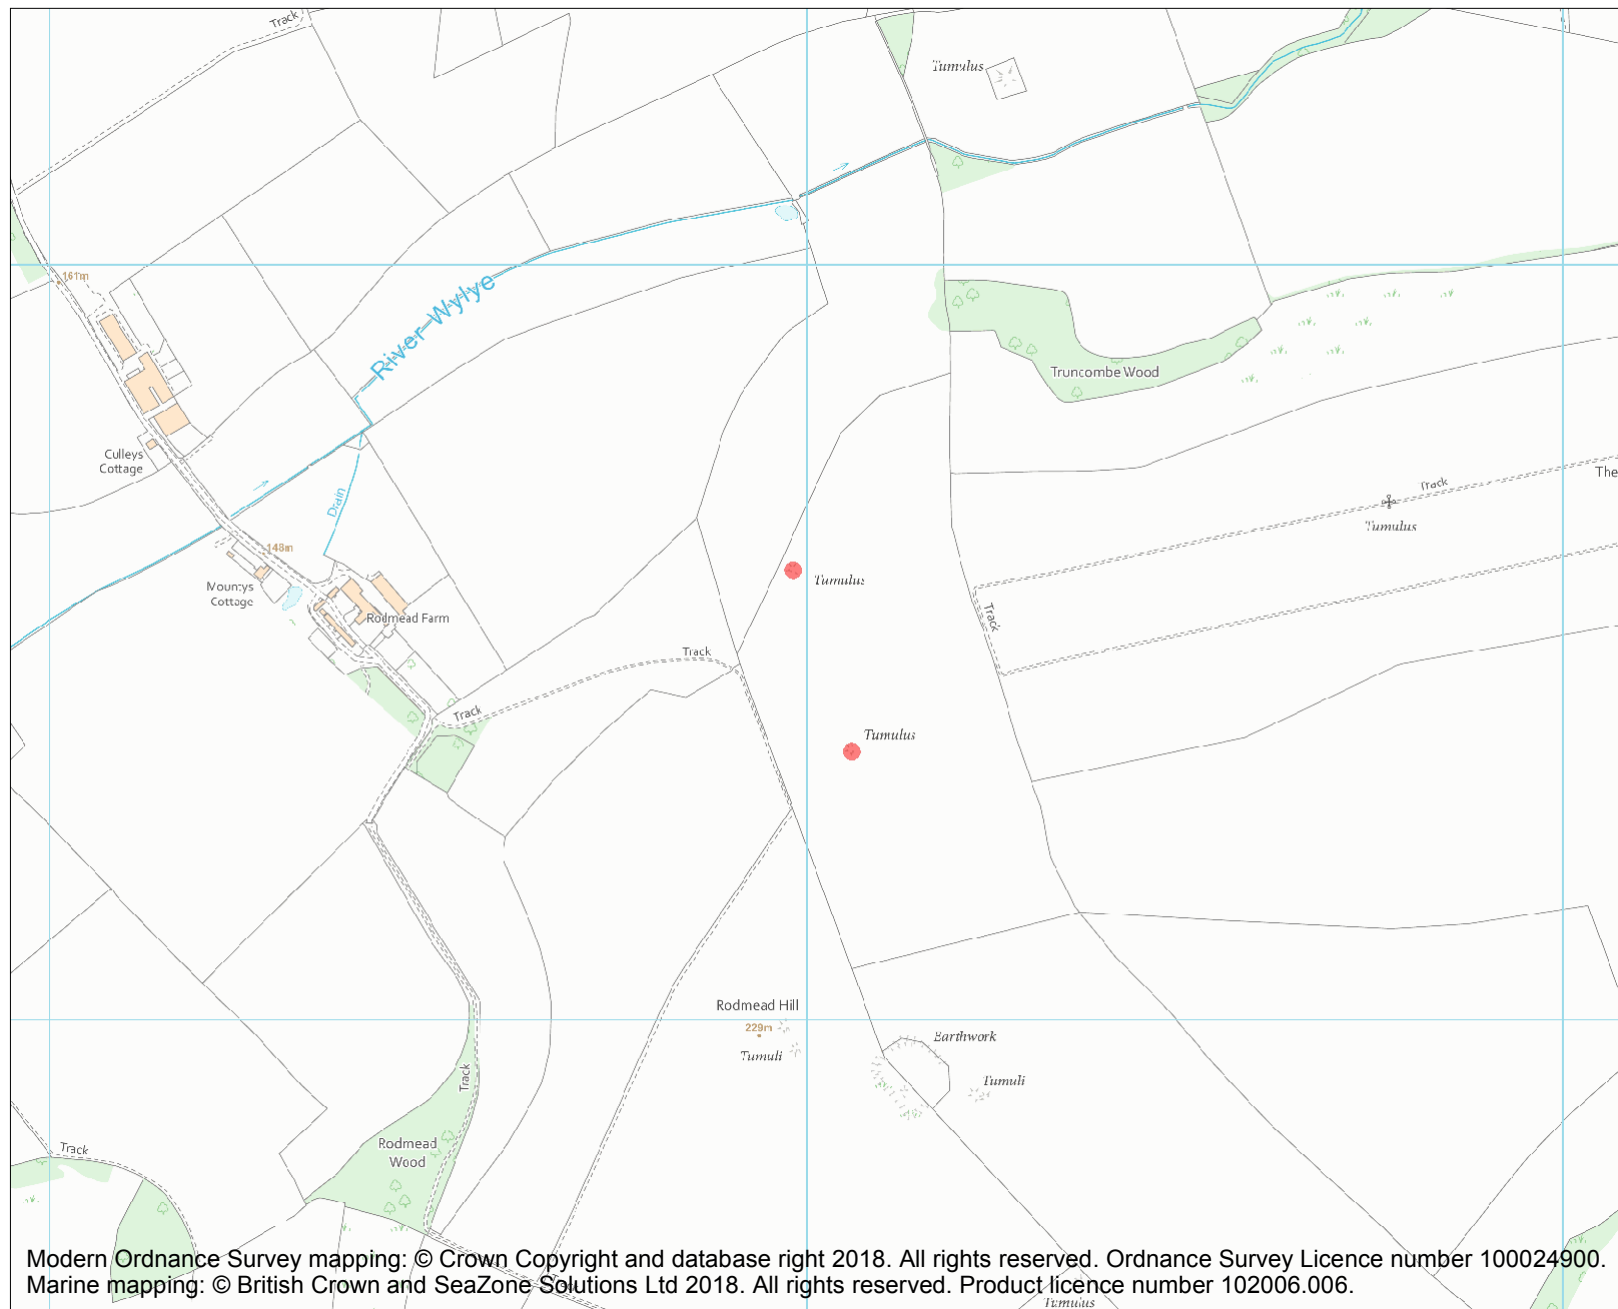 Track
Tumulus
161m
River Wylye
Truncombe Wood
Culleys
Cottage
Track
The
Drain
Tumulus
148m
Tumulus
Mountys
Cottage
Rodmead Farm
Track
Track
Track
Tumulus
Rodmead Hill
229m
Tumuli
Earthwork
Tumuli
Track
Track
Rodmead
Wood
Modern Ordnance Survey mapping: © Crown Copyright and database right 2018. All rights reserved. Ordnance Survey Licence number 100024900.
Marine mapping: © British Crown and SeaZone Solutions Ltd 2018. All rights reserved. Product licence number 102006.006.
Track
Tumulus